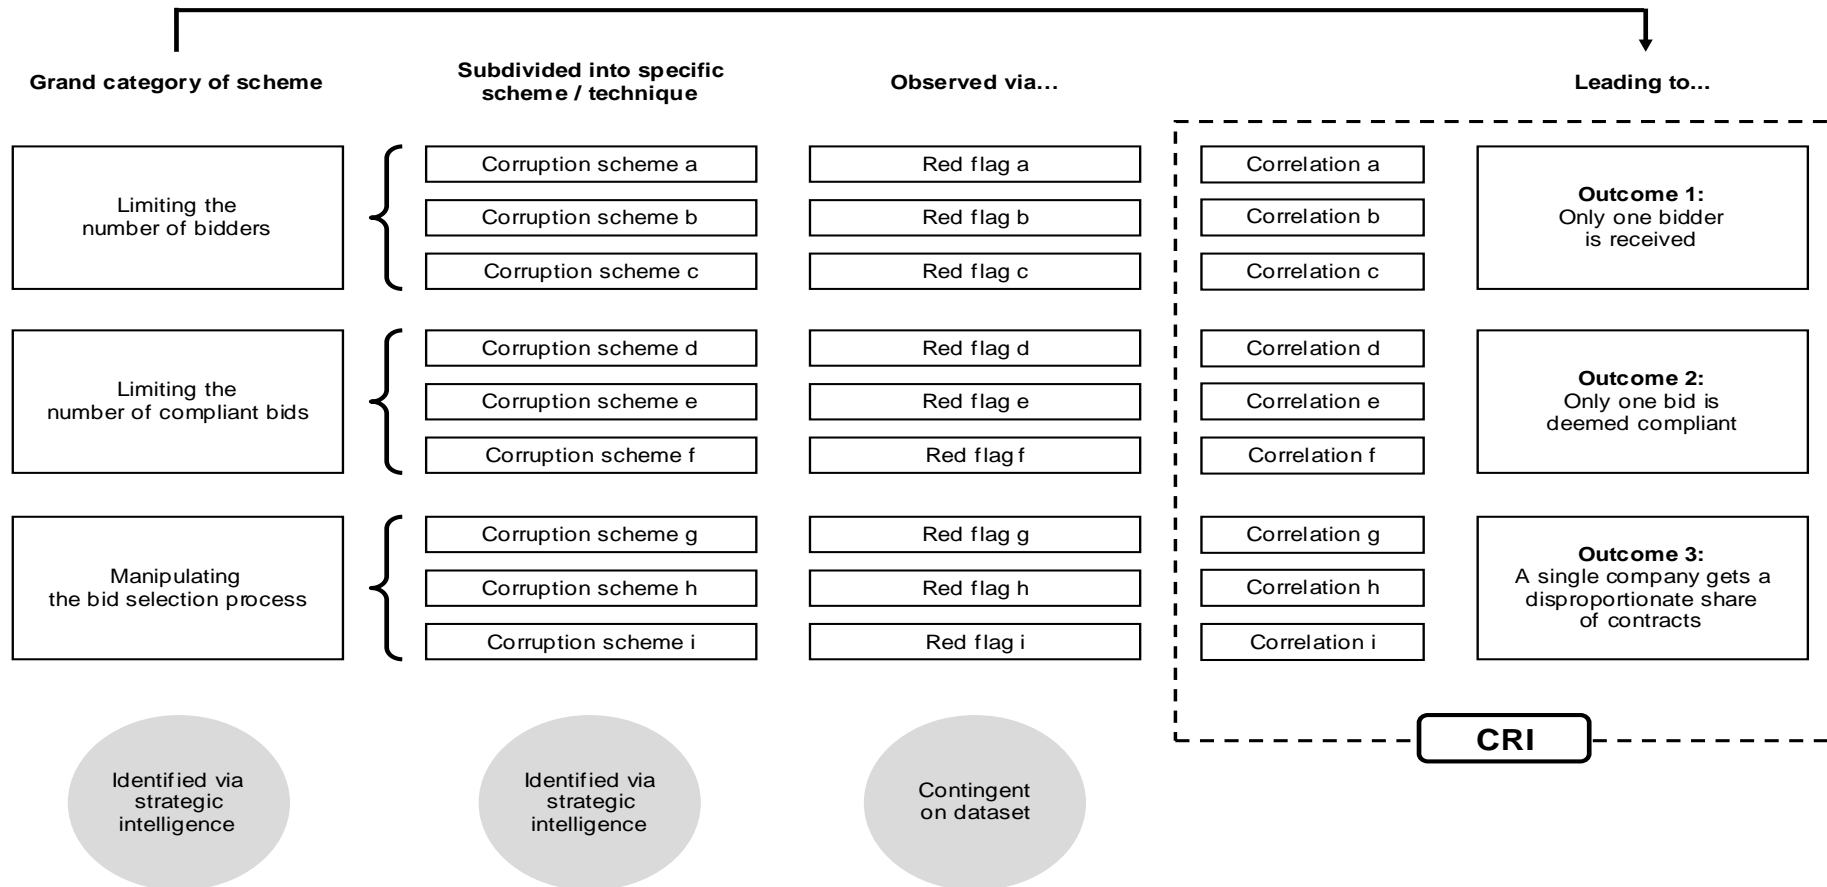 Grand category of scheme
Subdivided into specific
scheme / technique
Observed via...
Leading to...
Limiting the
number of bidders
Corruption scheme a
Red flag a
Correlation a
Corruption scheme b
Red flag b
Correlation b
Corruption scheme c
Red flag c
Correlation c
Outcome 1:
Only one bidder
is received
Limiting the
number of compliant bids
Corruption scheme d
Red flag d
Correlation d
Corruption scheme e
Red flag e
Correlation e
Corruption scheme f
Red flag f
Correlation f
Outcome 2:
Only one bid is
deemed compliant
Manipulating
the bid selection process
Corruption scheme g
Red flag g
Correlation g
Corruption scheme h
Red flag h
Correlation h
Corruption scheme i
Red flag i
Correlation i
Outcome 3:
A single company gets a
disproportionate share
of contracts
CRI
Identified via
strategic
intelligence
Identified via
strategic
intelligence
Contingent
on dataset